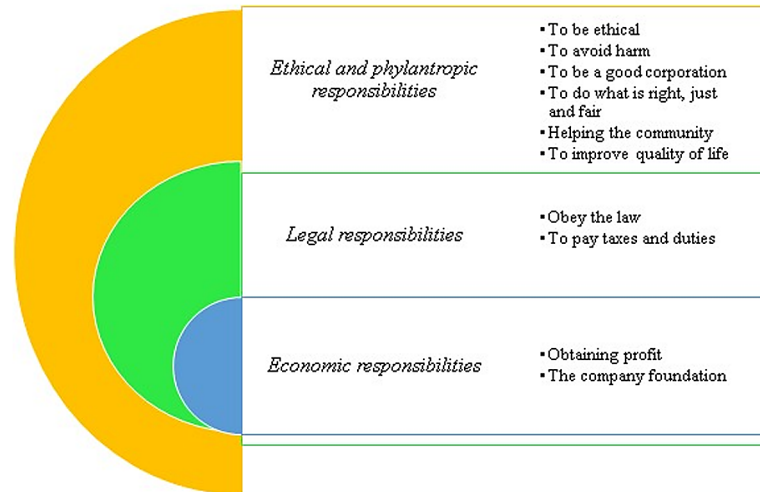 Ethical and phylantropic
responsibilities
▪To be ethical
▪To avoid harm
▪To be a good corporation
▪To do what is right, just
and fair
▪Helping the community
▪To improve quality of life
Legal responsibilities
▪Obey the law
▪To pay taxes and duties
Economic responsibilities
▪Obtaining profit
▪The company foundation